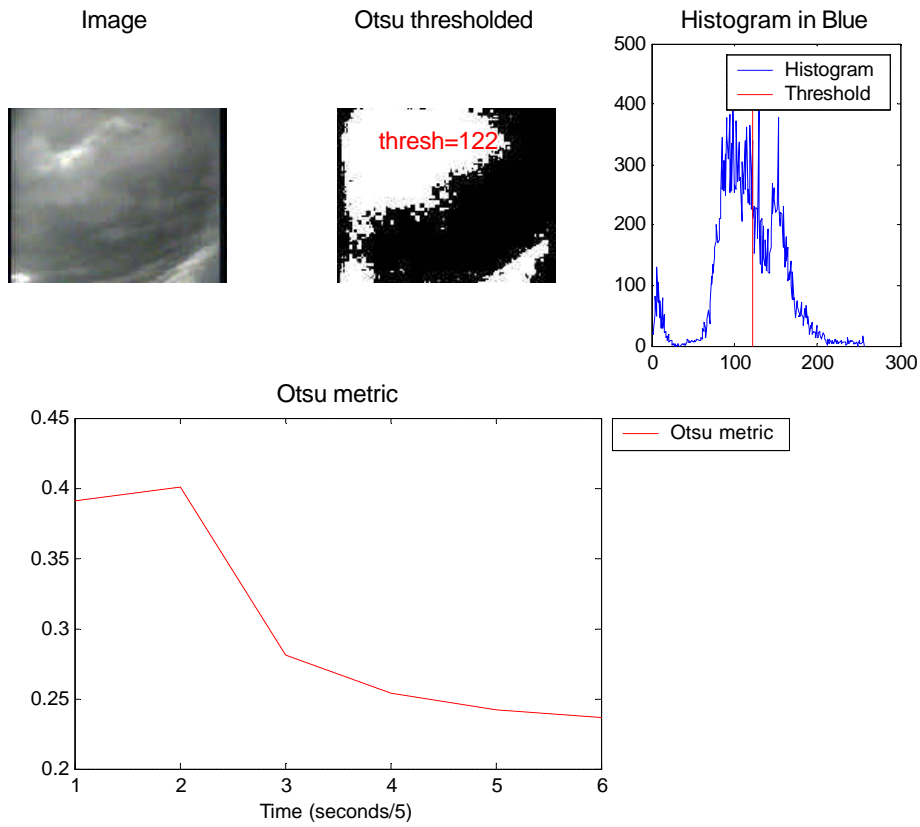 Image
Otsu thresholded
Histogram in Blue
thresh=122
500
400
300
200
100
0
Histogram
Threshold
0 100 200 300
Otsu metric
0.45
0.4
0.35
0.3
0.25
0.2
1 2 3 4 5 6
Time (seconds/5)
Otsu metric